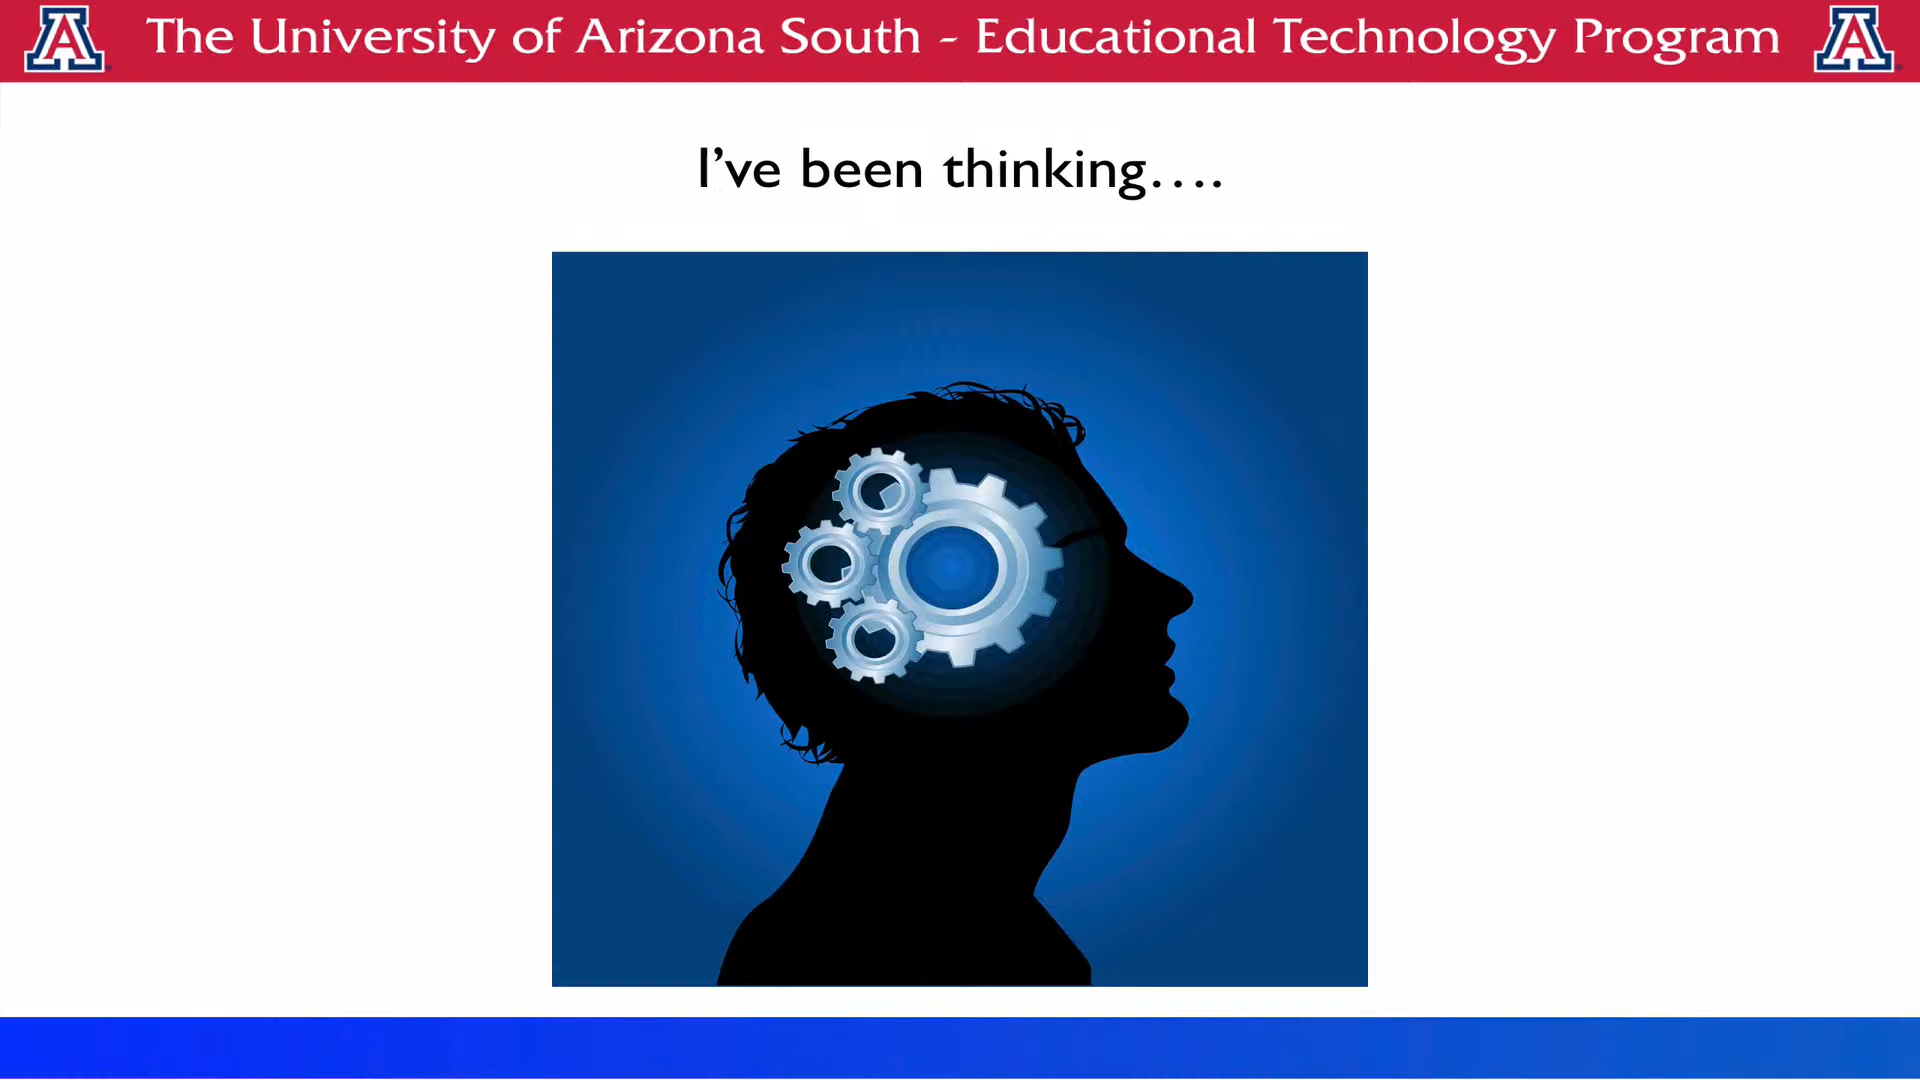 A The University of Arizona South - Educational Technology Program A
I’ve been thinking….